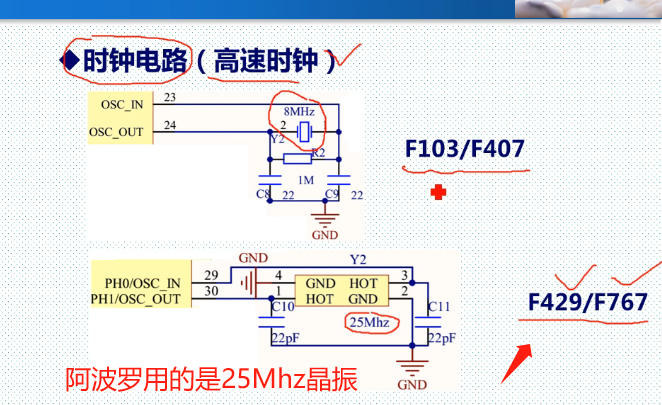 ◆时钟电路（高速时钟）
OSC_IN 23
8MHz
OSC_OUT 24 2
Y2
R2
F103/F407
1M
C8 22 C9 22
GND
GND Y2
PH0/OSC_IN 29 4 GND HOT 3
PH1/OSC_OUT 30 1 HOT GND 2
F429/F767
C10 C11
25Mhz
22pF 22pF
阿波罗用的是25Mhz晶振
GND